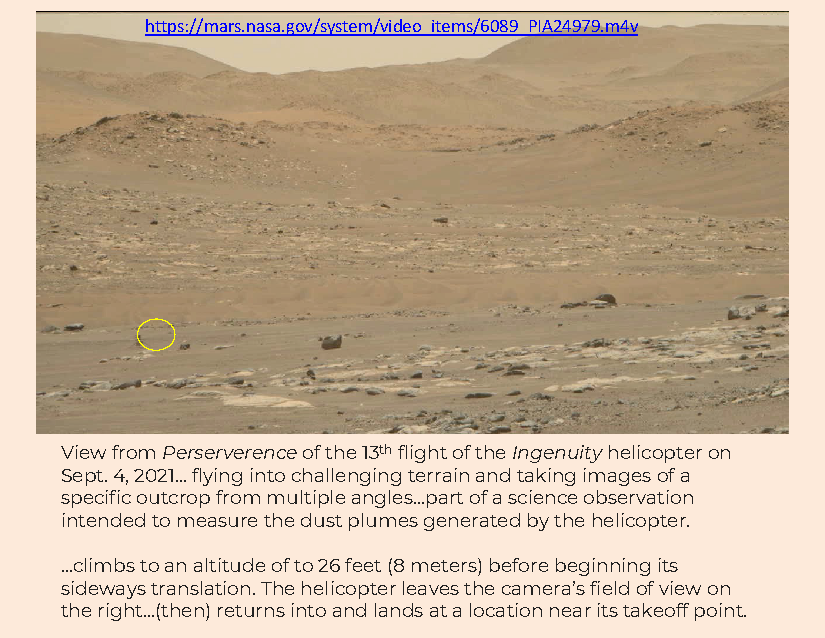 https://mars.nasa.gov/system/video_items/6089_PIA24979.m4v
View from Perserverence of the 13th flight of the Ingenuity helicopter on
Sept. 4, 2021... flying into challenging terrain and taking images of a
specific outcrop from multiple angles...part of a science observation
intended to measure the dust plumes generated by the helicopter.
...climbs to an altitude of to 26 feet (8 meters) before beginning its
sideways translation. The helicopter leaves the camera's field of view on
the right...(then) returns into and lands at a location near its takeoff point.